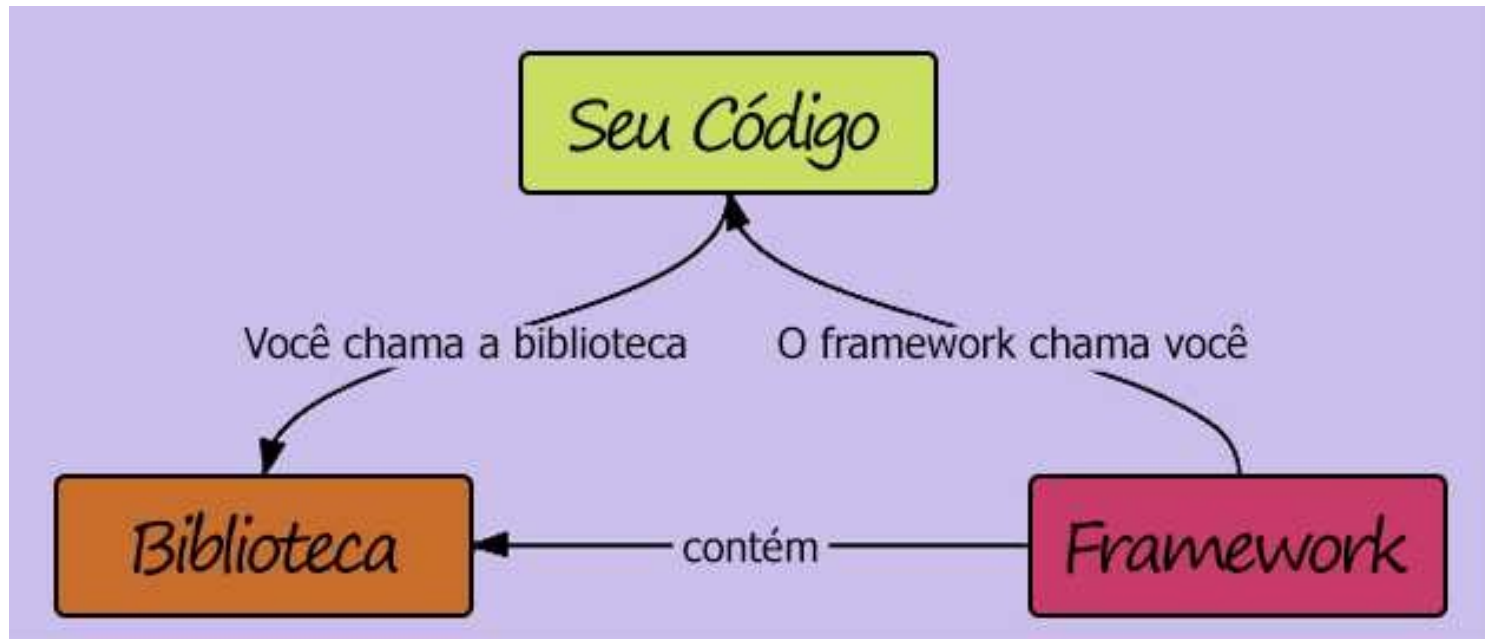 Seu Código
Você chama a biblioteca
O framework chama você
Biblioteca
contém
Framework